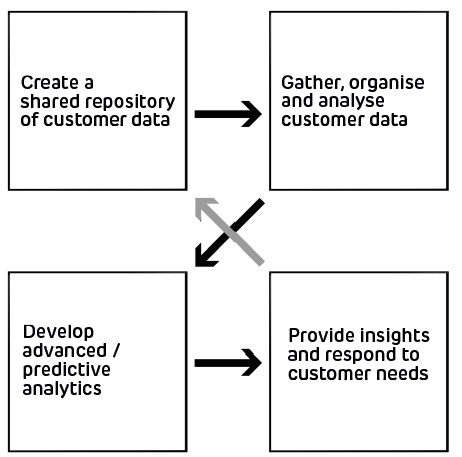 Create a
shared repository
of customer data
Gather, organise
and analyse
customer data
Develop
advanced /
predictive
analytics
Provide insights
and respond to
customer needs